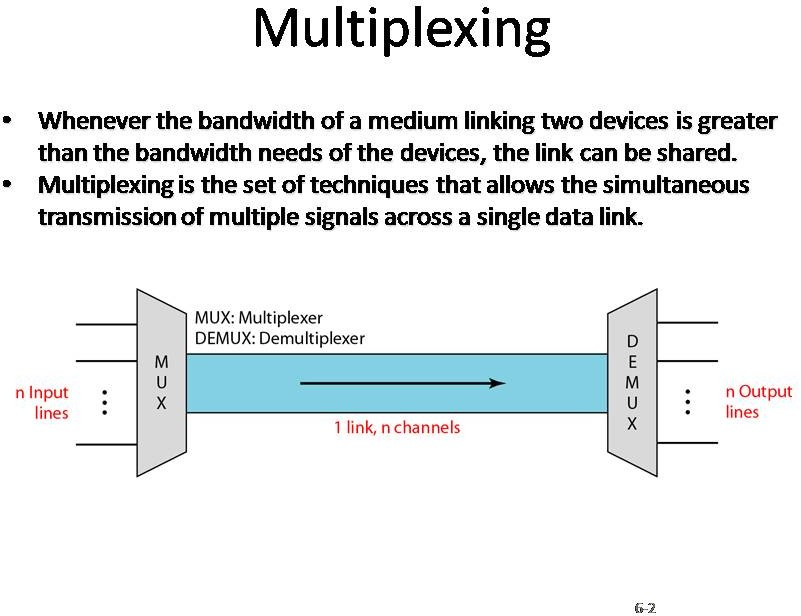 Multiplexing
• Whenever the bandwidth of a medium linking two devices is greater
than the bandwidth needs of the devices, the link can be shared.
• Multiplexing is the set of techniques that allows the simultaneous
transmission of multiple signals across a single data link.
MUX: Multiplexer
DEMUX: Demultiplexer
M
U
X
D
E
M
U
X
n Input
lines
n Output
lines
1 link, n channels
6-2